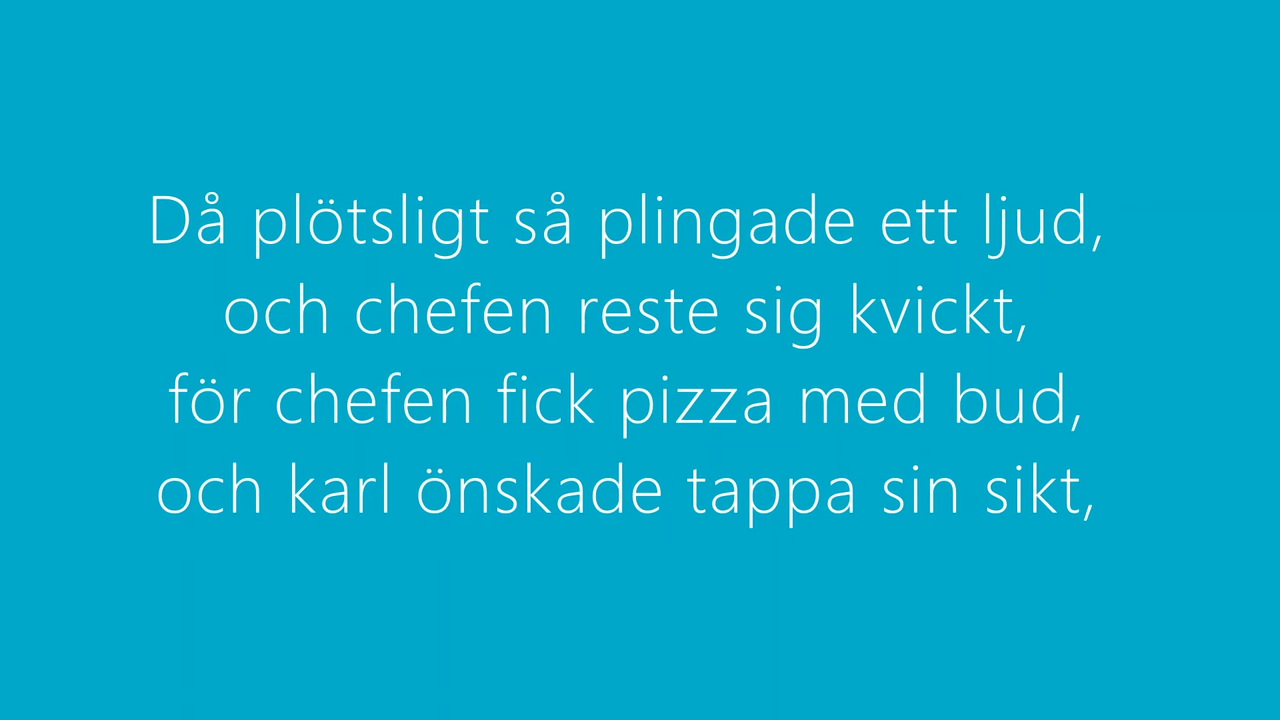 Då plötsligt så plingade ett ljud,
och chefen reste sig kvickt,
för chefen fick pizza med bud,
och karl önskade tappa sin sikt,